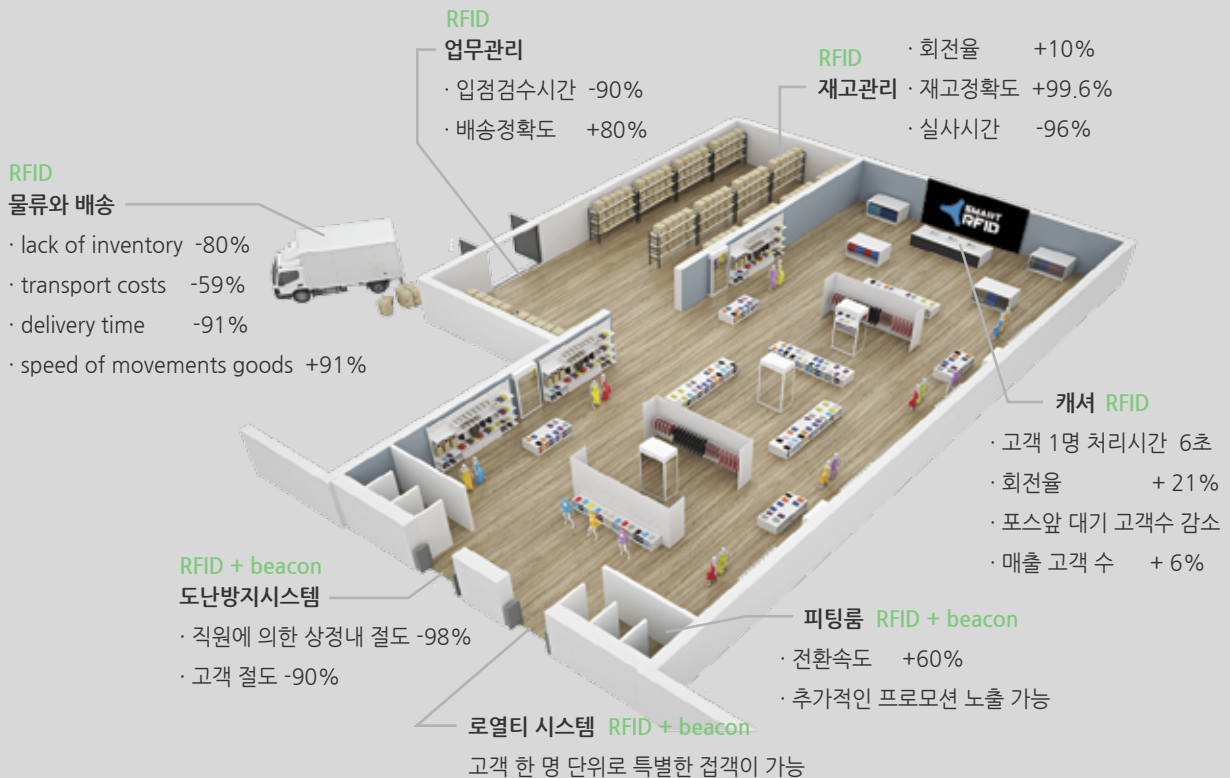 RFID
업무관리
· 입점검수시간 -90%
· 배송정확도 +80%
RFID
재고관리
· 회전율 +10%
· 재고정확도 +99.6%
· 실사시간 -96%
RFID
물류와 배송
· lack of inventory -80%
· transport costs -59%
· delivery time -91%
· speed of movements goods +91%
SMART
RFID
캐셔 RFID
· 고객 1명 처리시간 6초
· 회전율 + 21%
· 포스앞 대기 고객수 감소
· 매출 고객 수 + 6%
RFID + beacon
도난방지시스템
· 직원에 의한 상정내 절도 -98%
· 고객 절도 -90%
피팅룸 RFID + beacon
· 전환속도 +60%
· 추가적인 프로모션 노출 가능
로열티 시스템 RFID + beacon
고객 한 명 단위로 특별한 접객이 가능